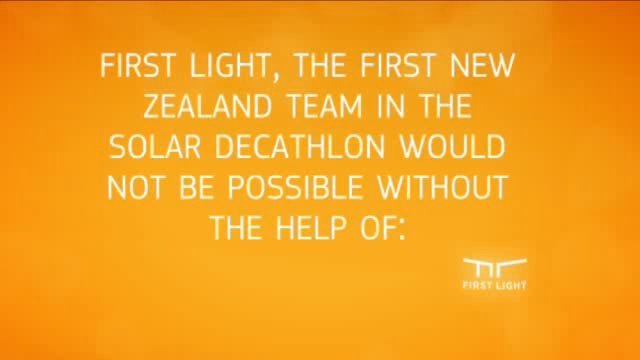 FIRST LIGHT, THE FIRST NEW
ZEALAND TEAM IN THE
SOLAR DECATHLON WOULD
NOT BE POSSIBLE WITHOUT
THE HELP OF:
FIRST LIGHT